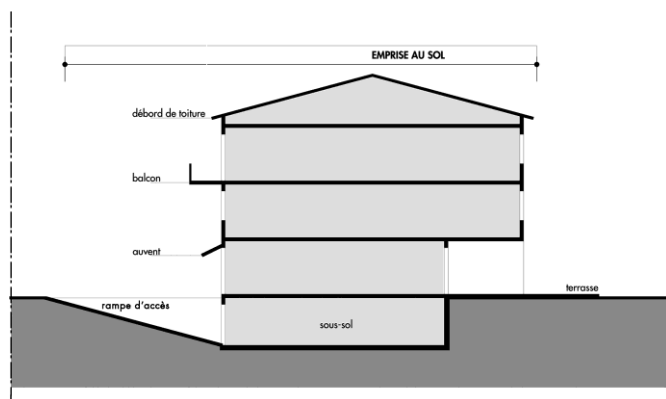 EMPRISE AU SOL
débord de toiture
balcon
auvent
terrasse
rampe d'accès
sous-sol